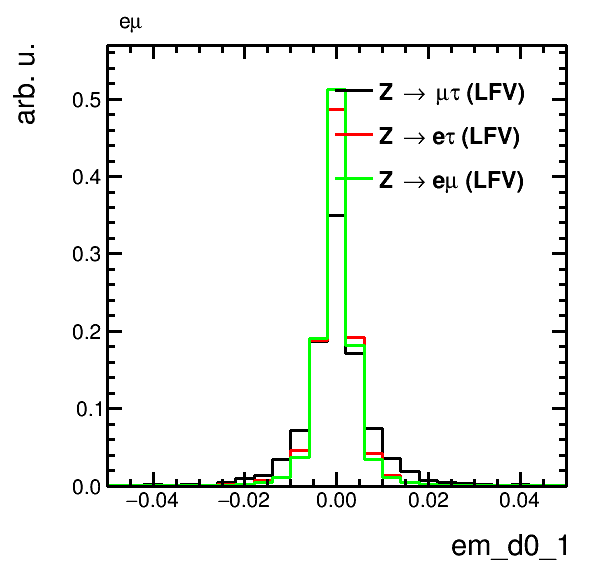 eμ
arb. u.
0.5
0.4
0.3
0.2
0.1
0.0
Z → μτ (LFV)
Z → eτ (LFV)
Z → eμ (LFV)
−0.04 −0.02 0.00 0.02 0.04
em_d0_1